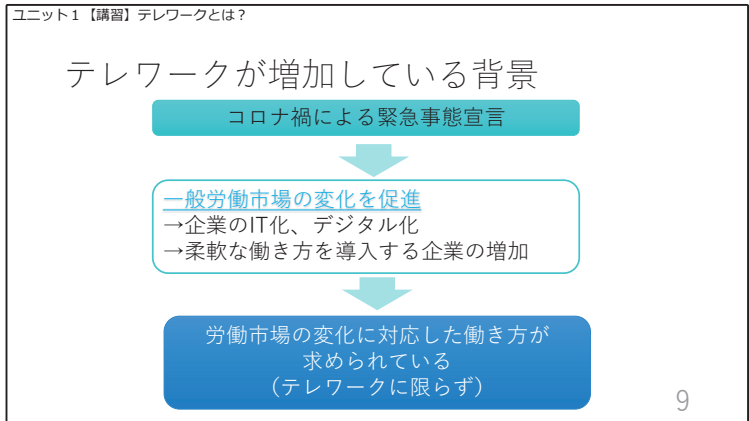 ユニット1【講習】テレワークとは？
テレワークが増加している背景
コロナ禍による緊急事態宣言
一般労働市場の変化を促進
→企業のIT化、デジタル化
→柔軟な働き方を導入する企業の増加
労働市場の変化に対応した働き方が
求められている
（テレワークに限らず）
9